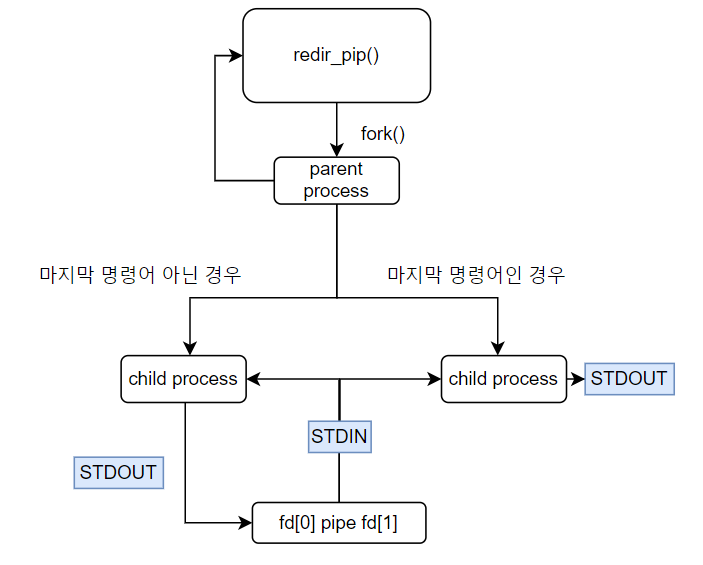 redir_pip()
fork()
parent
process
마지막 명령어 아닌 경우
마지막 명령어인 경우
child process
child process
STDOUT
STDIN
STDOUT
fd[0] pipe fd[1]